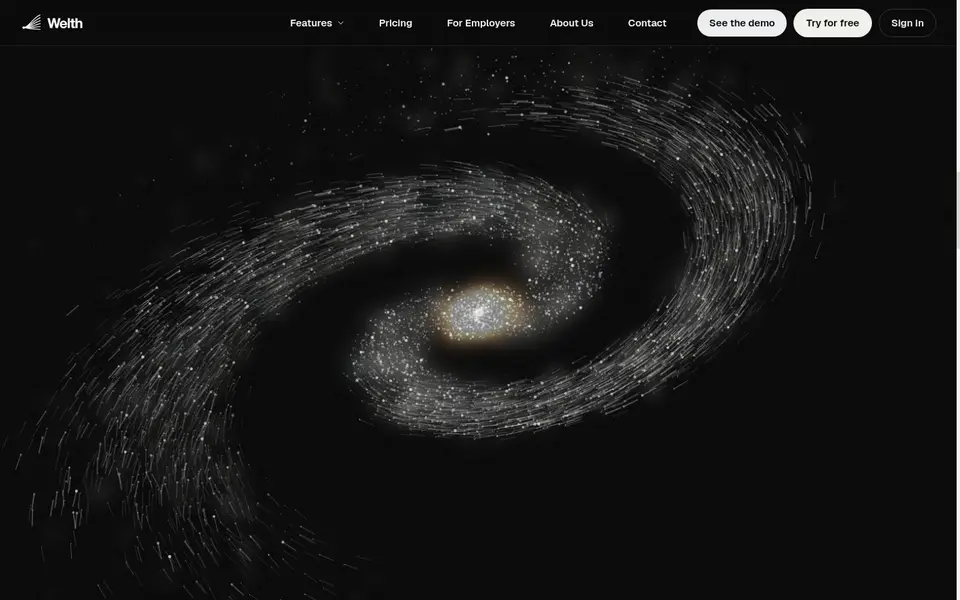 Welth
Features
Pricing
For Employers
About Us
Contact
See the demo
Try for free
Sign in